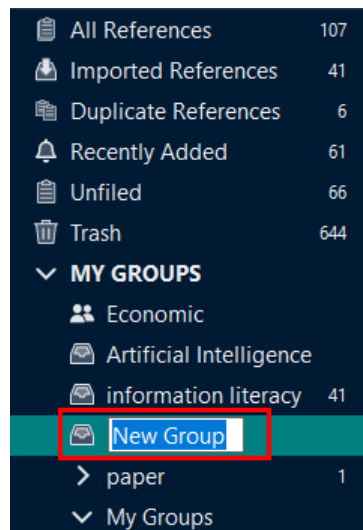 All References 107
Imported References 41
Duplicate References 6
Recently Added 61
Unfiled 66
Trash 644
MY GROUPS
Economic
Artificial Intelligence
information literacy 41
New Group
paper 1
My Groups